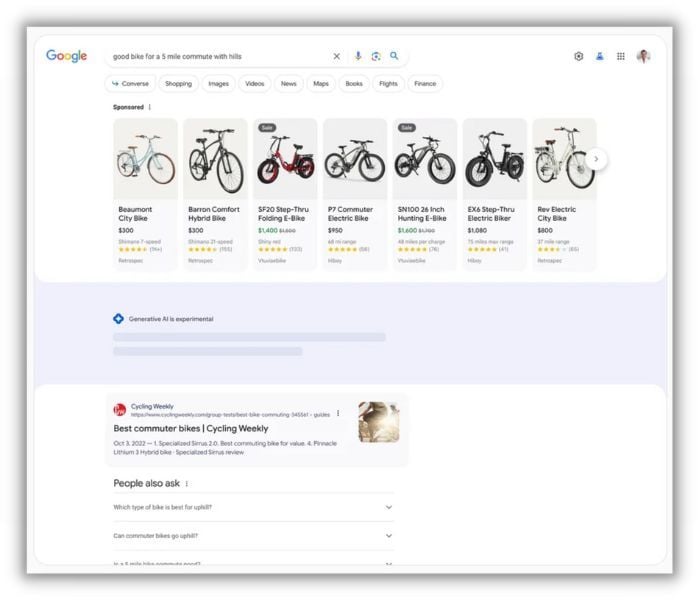 Google
good bike for a 5 mile commute with hills
Converse
Shopping
Images
Videos
News
Maps
Books
Flights
Finance
Sponsored
Beaumont
City Bike
$300
Shimano 7-speed
(1K+)
Retrospec
Barron Comfort
Hybrid Bike
$300
Shimano 21-speed
(155)
Retrospec
Sale
SF20 Step-Thru
Folding E-Bike
$1,400
Shiny red
(133)
Vtuviaebike
P7 Commuter
Electric Bike
$950
68 mi range
(56)
Hiboy
Sale
SN100 26 Inch
Hunting E-Bike
$1,600 $1,700
48 miles per charge
(76)
Vtuviaebike
EX6 Step-Thru
Electric Biker
$1,080
75 miles max range
(41)
Hiboy
Rev Electric
City Bike
$800
37 mile range
(65)
Retrospec
Generative AI is experimental
Cycling Weekly
https://www.cyclingweekly.com/group-tests/best-bike-commuting-345561 › guides
Best commuter bikes | Cycling Weekly
Oct 3, 2022 — 1. Specialized Sirrus 2.0. Best commuting bike for value. 4. Pinnacle
Lithium 3 Hybrid bike · Specialized Sirrus review
People also ask
Which type of bike is best for uphill?
Can commuter bikes go uphill?
Is a 5 mile bike commute good?